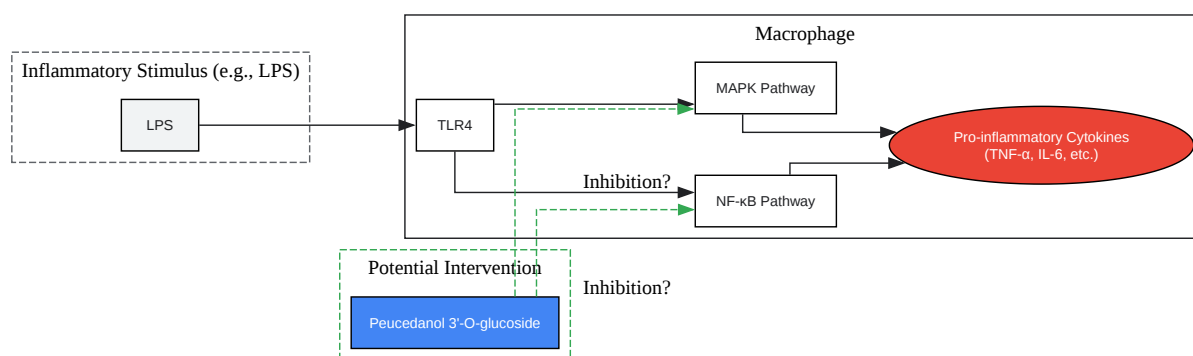 Macrophage
Inflammatory Stimulus (e.g., LPS)
LPS
TLR4
MAPK Pathway
Pro-inflammatory Cytokines
(TNF-α, IL-6, etc.)
Inhibition?
NF-κB Pathway
Potential Intervention
Inhibition?
Peucedanol 3'-O-glucoside